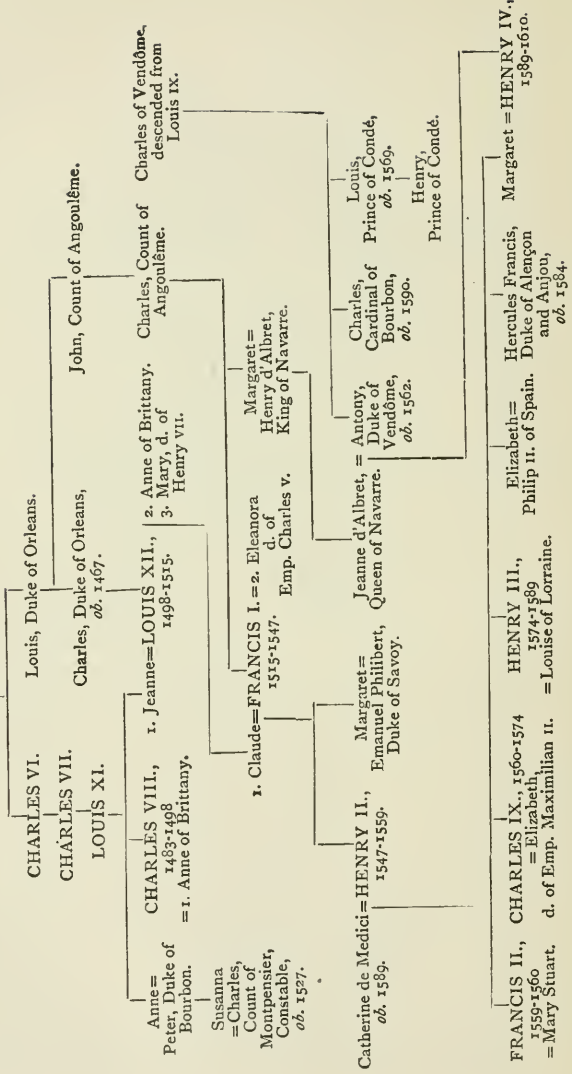 CHARLES VI.
Louis, Duke of Orleans.
CHARLES VII.
Charles, Duke of Orleans,
ob. 1467.
John, Count of Angoulême.
LOUIS XI.
Anne=
Peter, Duke of
Bourbon.
CHARLES VIII.,
1483-1498
= 1. Anne of Brittany.
1. Jeanne=LOUIS XII.,
1498-1515.
2. Anne of Brittany.
3. Mary, d. of
Henry VII.
Charles, Count of
Angoulême.
Charles of Vendôme,
descended from
Louis IX.
Susanna
=Charles,
Count of
Montpensier,
Constable,
ob. 1527.
1. Claude=FRANCIS I.=2. Eleanora
1515-1547.
d. of
Emp. Charles V.
Margaret=
Henry d'Albret,
King of Navarre.
Catherine de Medici=HENRY II.,
ob. 1589.
1547-1559.
Margaret=
Emanuel Philibert,
Duke of Savoy.
Jeanne d'Albret, =
Queen of Navarre.
Antony,
Duke of
Vendôme,
ob. 1562.
Charles,
Cardinal of
Bourbon,
ob. 1590.
Louis,
Prince of Condé,
ob. 1569.
Henry,
Prince of Condé.
FRANCIS II.,
1559-1560
=Mary Stuart.
CHARLES IX., 1560-1574
= Elizabeth,
d. of Emp. Maximilian II.
HENRY III.,
1574-1589
=Louise of Lorraine.
Elizabeth=
Philip II. of Spain.
Hercules Francis,
Duke of Alençon
and Anjou,
ob. 1584.
Margaret=HENRY IV.,
1589-1610.